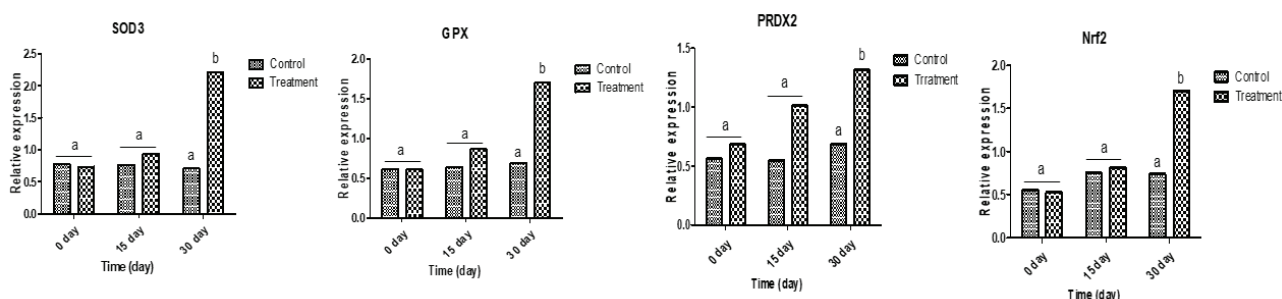 SOD3
Relative expression
2.5
2.0
1.5
1.0
0.5
0.0
a
a
a
b
Control
Treatment
0 day
15 day
30 day
Time (day)
GPX
Relative expression
2.0
1.5
1.0
0.5
0.0
a
a
a
b
Control
Treatment
0 day
15 day
30 day
Time (day)
PRDX2
Relative expression
1.5
1.0
0.5
0.0
a
a
a
b
Control
Trratment
0 day
15 day
30 day
Time (day)
Nrf2
Relative expression
2.0
1.5
1.0
0.5
0.0
a
a
a
b
Control
Treatment
0 day
15 day
30 day
Time (day)